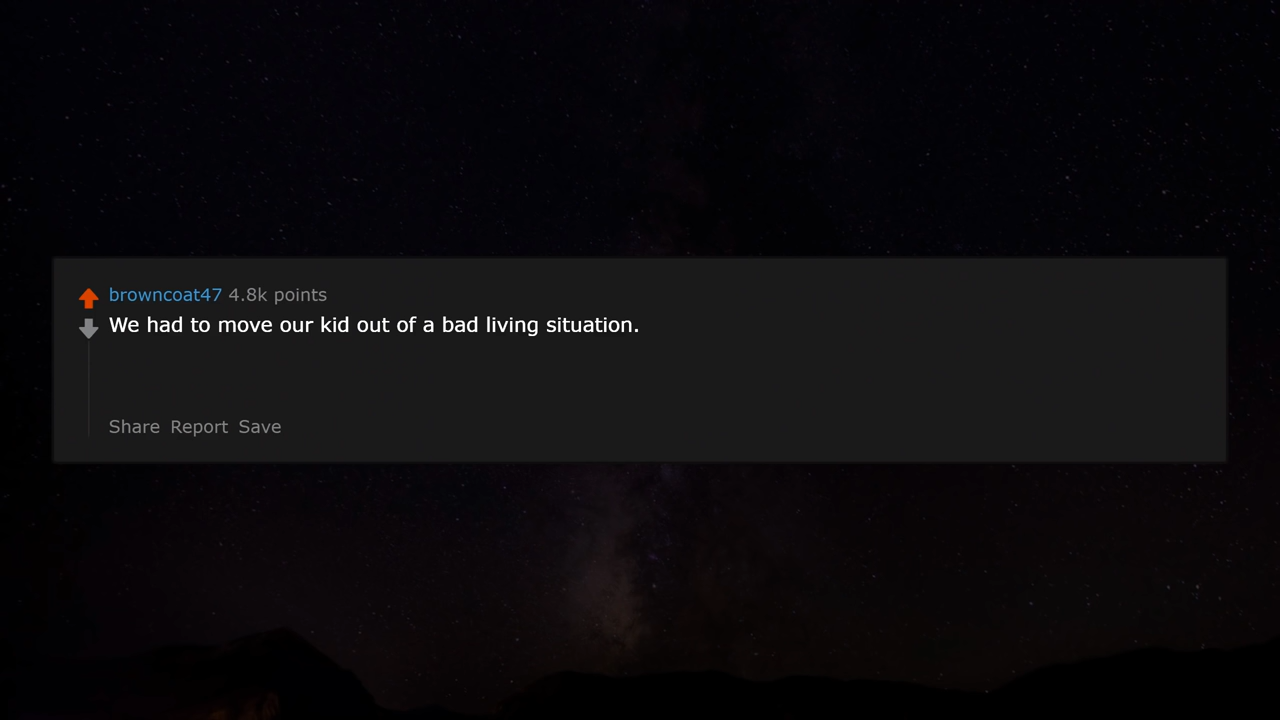 browncoat47 4.8k points
We had to move our kid out of a bad living situation.
Share Report Save